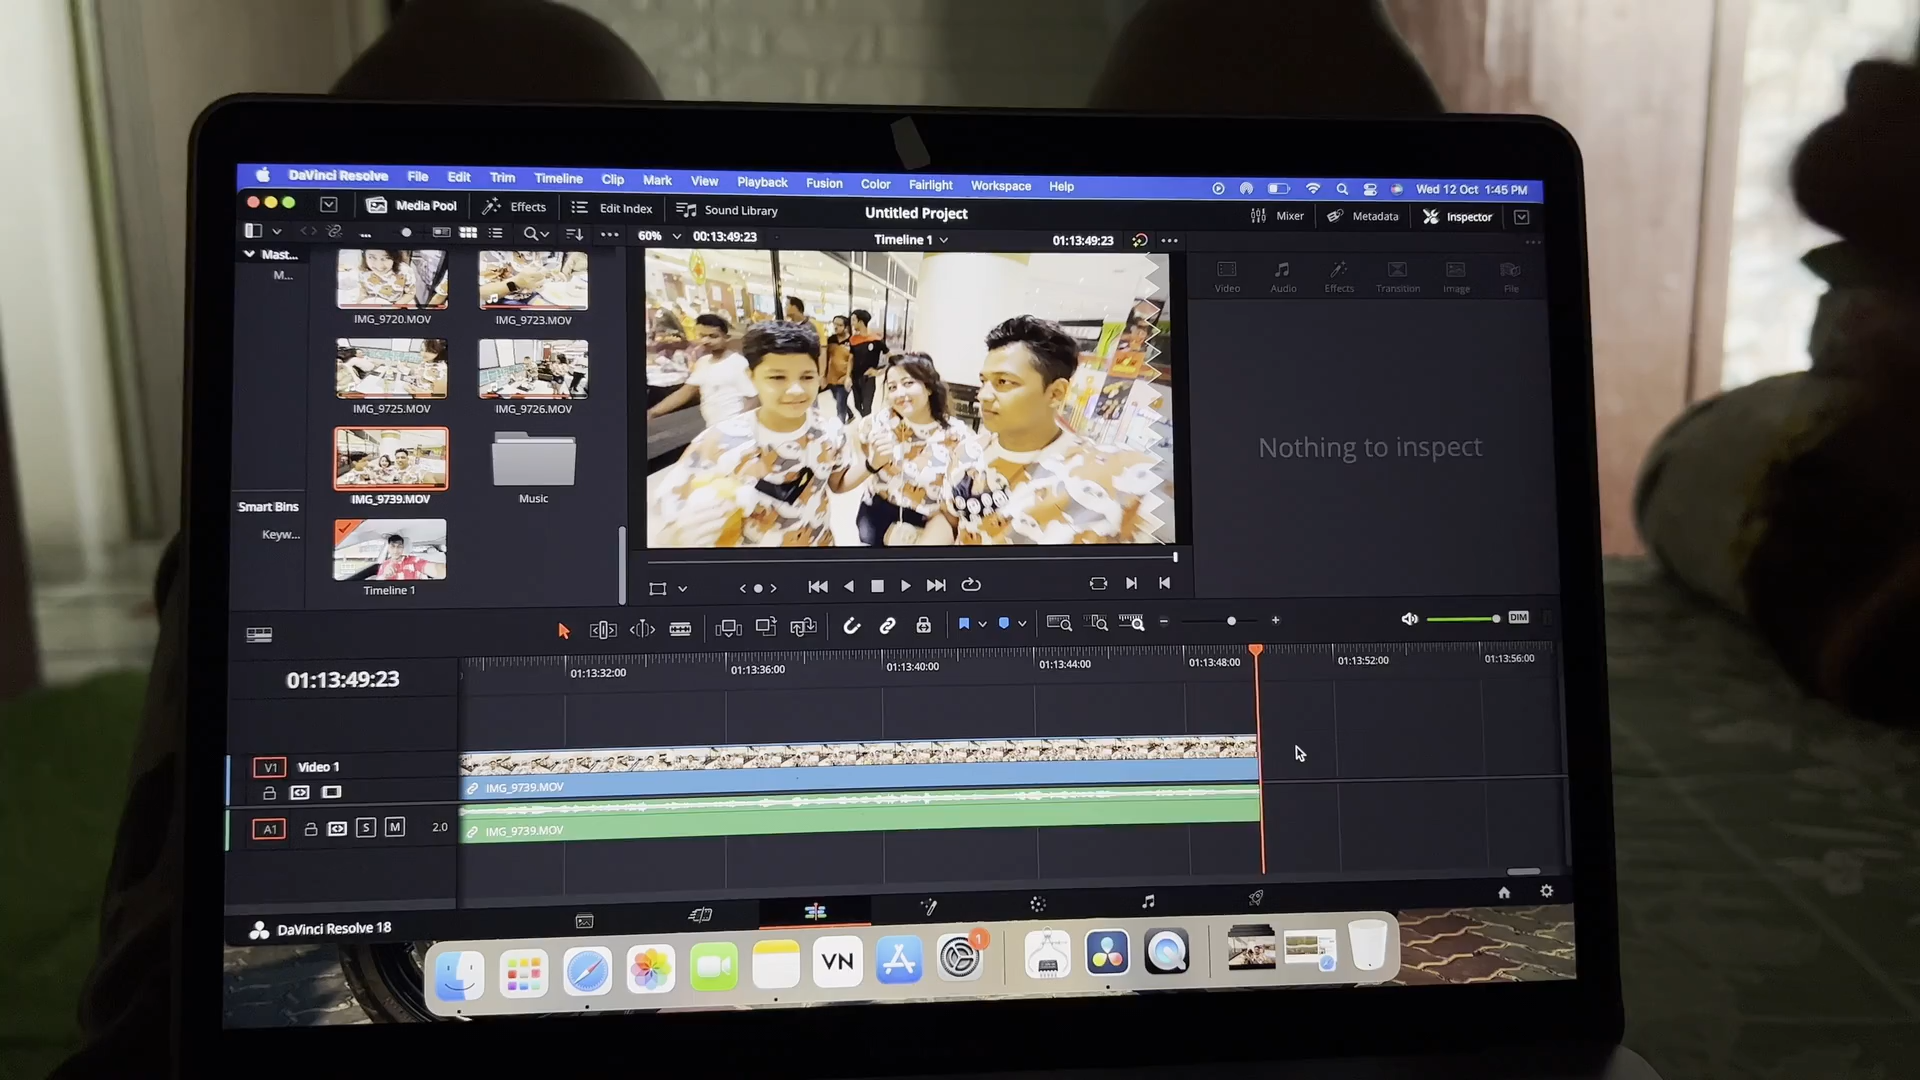 DaVinci Resolve File Edit Trim Timeline Clip Mark View Playback Fusion Color Fairlight Workspace Help Wed 12 Oct 1:45 PM
Media Pool Effects Edit Index Sound Library Untitled Project Mixer Metadata Inspector
60% 00:13:49:23 Timeline 1 01:13:49:23
Mast...
M...
Video Audio Effects Transition Image File
IMG_9720.MOV IMG_9723.MOV
IMG_9725.MOV IMG_9726.MOV
Nothing to inspect
IMG_9739.MOV Music
Smart Bins
Keyw...
Timeline 1
DIM
01:13:49:23
01:13:32:00 01:13:36:00 01:13:40:00 01:13:44:00 01:13:48:00 01:13:52:00 01:13:56:00
V1 Video 1
IMG_9739.MOV
A1 S M 2.0
IMG_9739.MOV
DaVinci Resolve 18
VN
1